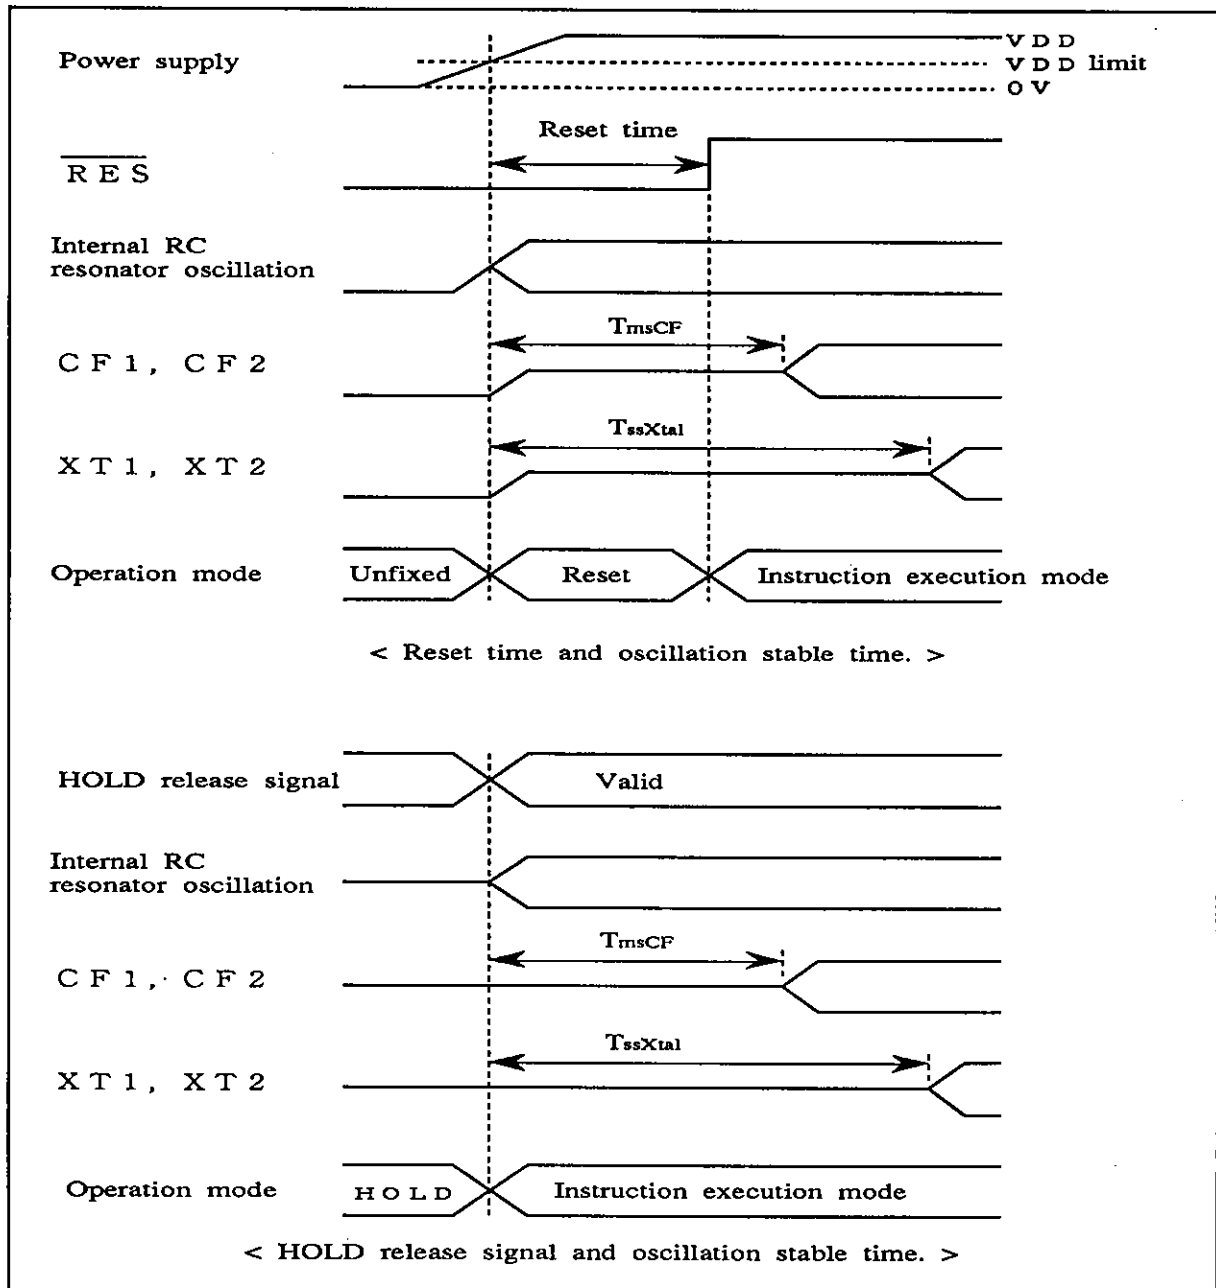 Power supply
VDD
VDD limit
0V
Reset time
RES
Internal RC
resonator oscillation
TmsCF
CF1, CF2
TssXtal
XT1, XT2
Operation mode
Unfixed
Reset
Instruction execution mode
< Reset time and oscillation stable time. >
HOLD release signal
Valid
Internal RC
resonator oscillation
TmsCF
CF1, CF2
TssXtal
XT1, XT2
Operation mode
HOLD
Instruction execution mode
< HOLD release signal and oscillation stable time. >